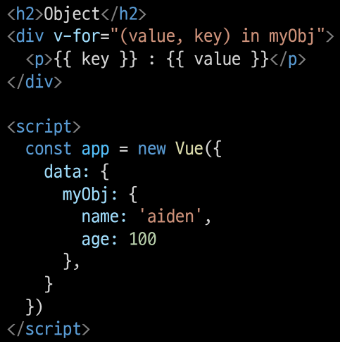 <h2>Object</h2>
<div v-for="(value, key) in myObj">
  <p>{{ key }} : {{ value }}</p>
</div>

<script>
  const app = new Vue({
    data: {
      myObj: {
        name: 'aiden',
        age: 100
      },
    }
  })
</script>